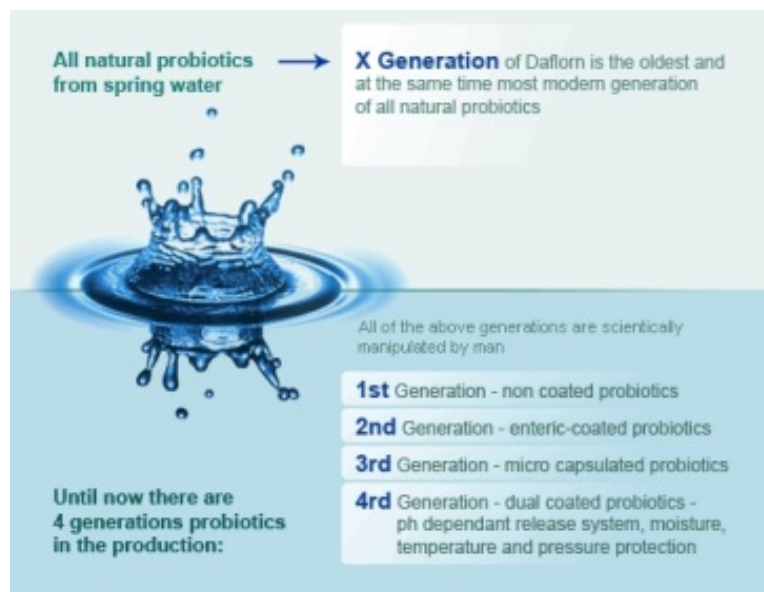 All natural probiotics
from spring water
X Generation of Daflorn is the oldest and
at the same time most modern generation
of all natural probiotics
All of the above generations are scientically
manipulated by man
1st Generation - non coated probiotics
2nd Generation - enteric-coated probiotics
3rd Generation - micro capsulated probiotics
4rd Generation - dual coated probiotics -
ph dependant release system, moisture,
temperature and pressure protection
Until now there are
4 generations probiotics
in the production: